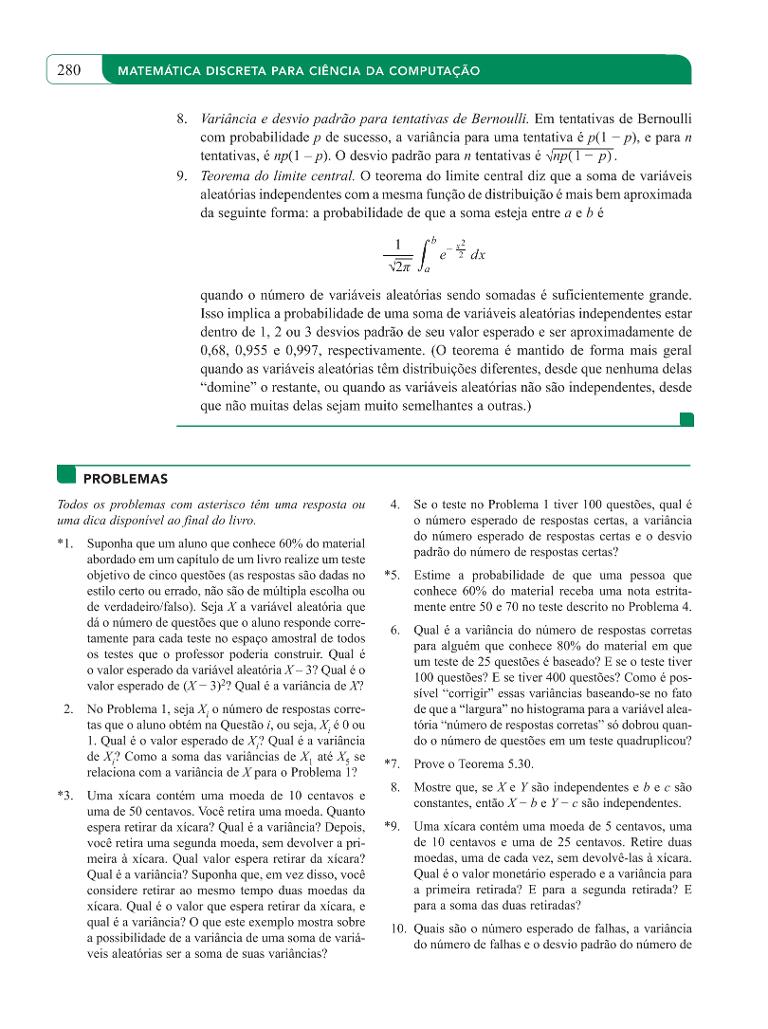 280
MATEMÁTICA DISCRETA PARA CIÊNCIA DA COMPUTAÇÃO
8. Variância e desvio padrão para tentativas de Bernoulli. Em tentativas de Bernoulli
com probabilidade p de sucesso, a variância para uma tentativa é p(1 − p), e para n
tentativas, é np(1 – p). O desvio padrão para n tentativas é √np(1 − p).
9. Teorema do limite central. O teorema do limite central diz que a soma de variáveis
aleatórias independentes com a mesma função de distribuição é mais bem aproximada
da seguinte forma: a probabilidade de que a soma esteja entre a e b é
1/√2π ∫_a^b e^(−x²/2) dx
quando o número de variáveis aleatórias sendo somadas é suficientemente grande.
Isso implica a probabilidade de uma soma de variáveis aleatórias independentes estar
dentro de 1, 2 ou 3 desvios padrão de seu valor esperado e ser aproximadamente de
0,68, 0,955 e 0,997, respectivamente. (O teorema é mantido de forma mais geral
quando as variáveis aleatórias têm distribuições diferentes, desde que nenhuma delas
“domine” o restante, ou quando as variáveis aleatórias não são independentes, desde
que não muitas delas sejam muito semelhantes a outras.)
PROBLEMAS
Todos os problemas com asterisco têm uma resposta ou
uma dica disponível ao final do livro.
*1. Suponha que um aluno que conhece 60% do material
abordado em um capítulo de um livro realize um teste
objetivo de cinco questões (as respostas são dadas no
estilo certo ou errado, não são de múltipla escolha ou
de verdadeiro/falso). Seja X a variável aleatória que
dá o número de questões que o aluno responde corre-
tamente para cada teste no espaço amostral de todos
os testes que o professor poderia construir. Qual é
o valor esperado da variável aleatória X – 3? Qual é o
valor esperado de (X − 3)²? Qual é a variância de X?
2. No Problema 1, seja Xi o número de respostas corre-
tas que o aluno obtém na Questão i, ou seja, Xi é 0 ou
1. Qual é o valor esperado de Xi? Qual é a variância
de Xi? Como a soma das variâncias de X1 até X5 se
relaciona com a variância de X para o Problema 1?
*3. Uma xícara contém uma moeda de 10 centavos e
uma de 50 centavos. Você retira uma moeda. Quanto
espera retirar da xícara? Qual é a variância? Depois,
você retira uma segunda moeda, sem devolver a pri-
meira à xícara. Qual valor espera retirar da xícara?
Qual é a variância? Suponha que, em vez disso, você
considere retirar ao mesmo tempo duas moedas da
xícara. Qual é o valor que espera retirar da xícara, e
qual é a variância? O que este exemplo mostra sobre
a possibilidade de a variância de uma soma de variá-
veis aleatórias ser a soma de suas variâncias?
4. Se o teste no Problema 1 tiver 100 questões, qual é
o número esperado de respostas certas, a variância
do número esperado de respostas certas e o desvio
padrão do número de respostas certas?
*5. Estime a probabilidade de que uma pessoa que
conhece 60% do material receba uma nota estrita-
mente entre 50 e 70 no teste descrito no Problema 4.
6. Qual é a variância do número de respostas corretas
para alguém que conhece 80% do material em que
um teste de 25 questões é baseado? E se o teste tiver
100 questões? E se tiver 400 questões? Como é pos-
sível “corrigir” essas variâncias baseando-se no fato
de que a “largura” no histograma para a variável alea-
tória “número de respostas corretas” só dobrou quan-
do o número de questões em um teste quadruplicou?
*7. Prove o Teorema 5.30.
8. Mostre que, se X e Y são independentes e b e c são
constantes, então X − b e Y − c são independentes.
*9. Uma xícara contém uma moeda de 5 centavos, uma
de 10 centavos e uma de 25 centavos. Retire duas
moedas, uma de cada vez, sem devolvê-las à xícara.
Qual é o valor monetário esperado e a variância para
a primeira retirada? E para a segunda retirada? E
para a soma das duas retiradas?
10. Quais são o número esperado de falhas, a variância
do número de falhas e o desvio padrão do número de